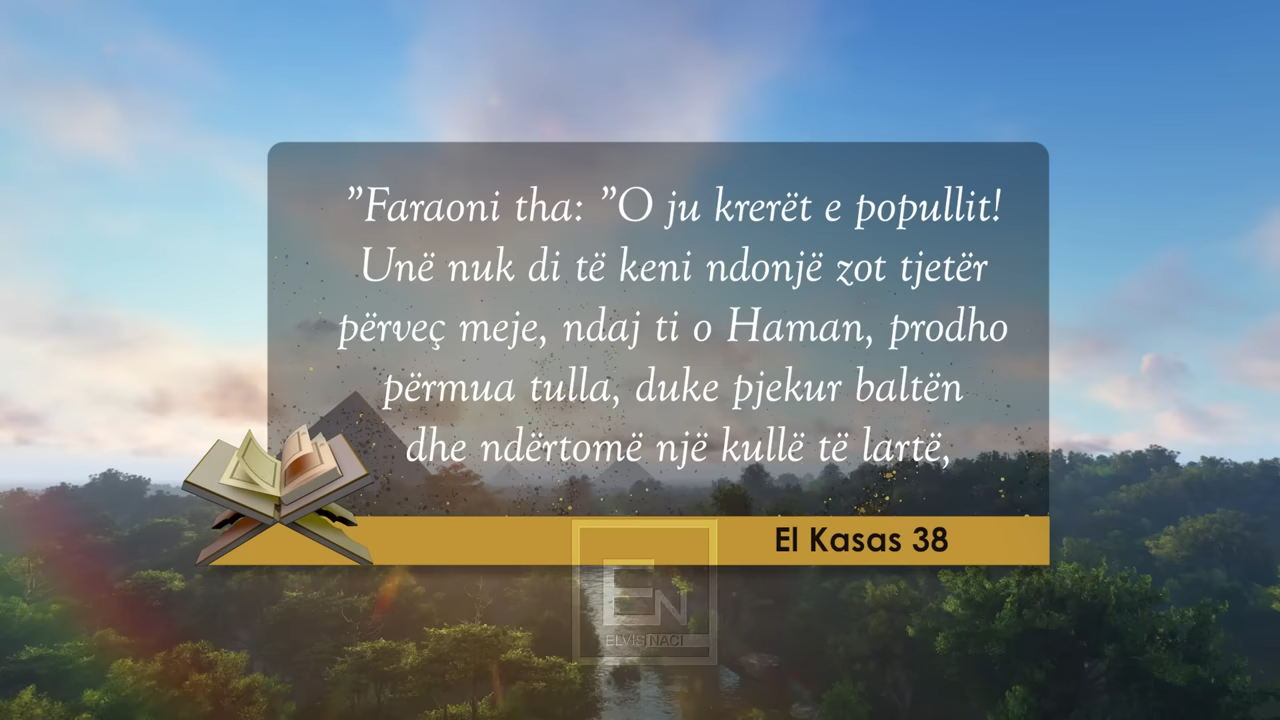 ”Faraoni tha: ”O ju krerët e popullit!
Unë nuk di të keni ndonjë zot tjetër
përveç meje, ndaj ti o Haman, prodho
përmua tulla, duke pjekur baltën
dhe ndërtomë një kullë të lartë,
El Kasas 38
EN
ELVIS NACI